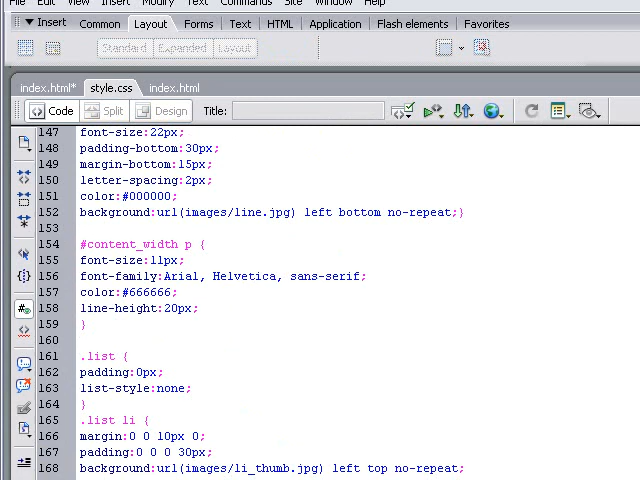 File Edit View Insert Modify Text Commands Site Window Help
Insert Common Layout Forms Text HTML Application Flash elements Favorites
Standard Expanded Layout
index.html* style.css index.html
Code Split Design Title:
147 font-size:22px;
148 padding-bottom:30px;
149 margin-bottom:15px;
150 letter-spacing:2px;
151 color:#000000;
152 background:url(images/line.jpg) left bottom no-repeat;}
153
154 #content_width p {
155 font-size:11px;
156 font-family:Arial, Helvetica, sans-serif;
157 color:#666666;
158 line-height:20px;
159 }
160
161 .list {
162 padding:0px;
163 list-style:none;
164 }
165 .list li {
166 margin:0 0 10px 0;
167 padding:0 0 0 30px;
168 background:url(images/li_thumb.jpg) left top no-repeat;